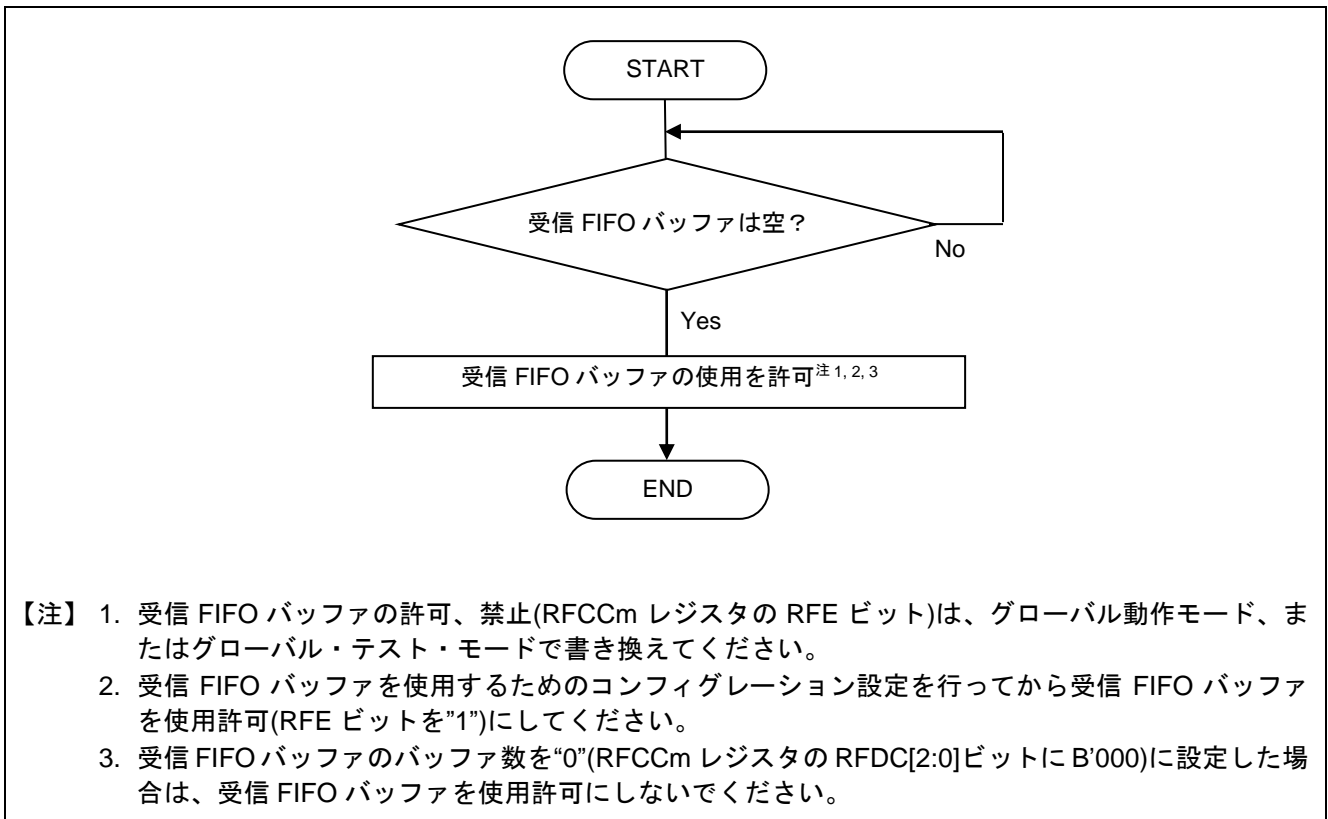 START
受信 FIFO バッファは空？
No
Yes
受信 FIFO バッファの使用を許可注 1, 2, 3
END
【注】 1. 受信 FIFO バッファの許可、禁止(RFCCm レジスタの RFE ビット)は、グローバル動作モード、ま
たはグローバル・テスト・モードで書き換えてください。
2. 受信 FIFO バッファを使用するためのコンフィグレーション設定を行ってから受信 FIFO バッファ
を使用許可(RFE ビットを”1”)にしてください。
3. 受信 FIFO バッファのバッファ数を“0”(RFCCm レジスタの RFDC[2:0]ビットに B’000)に設定した場
合は、受信 FIFO バッファを使用許可にしないでください。